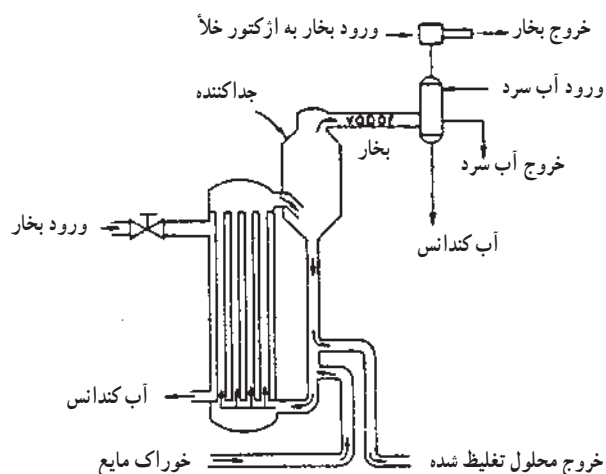 خروج بخار
ورود بخار به اژکتور خلأ
ورود آب سرد
جداکننده
vapor
بخار
خروج آب سرد
ورود بخار
آب کندانس
آب کندانس
خوراک مایع
خروج محلول تغلیظ شده